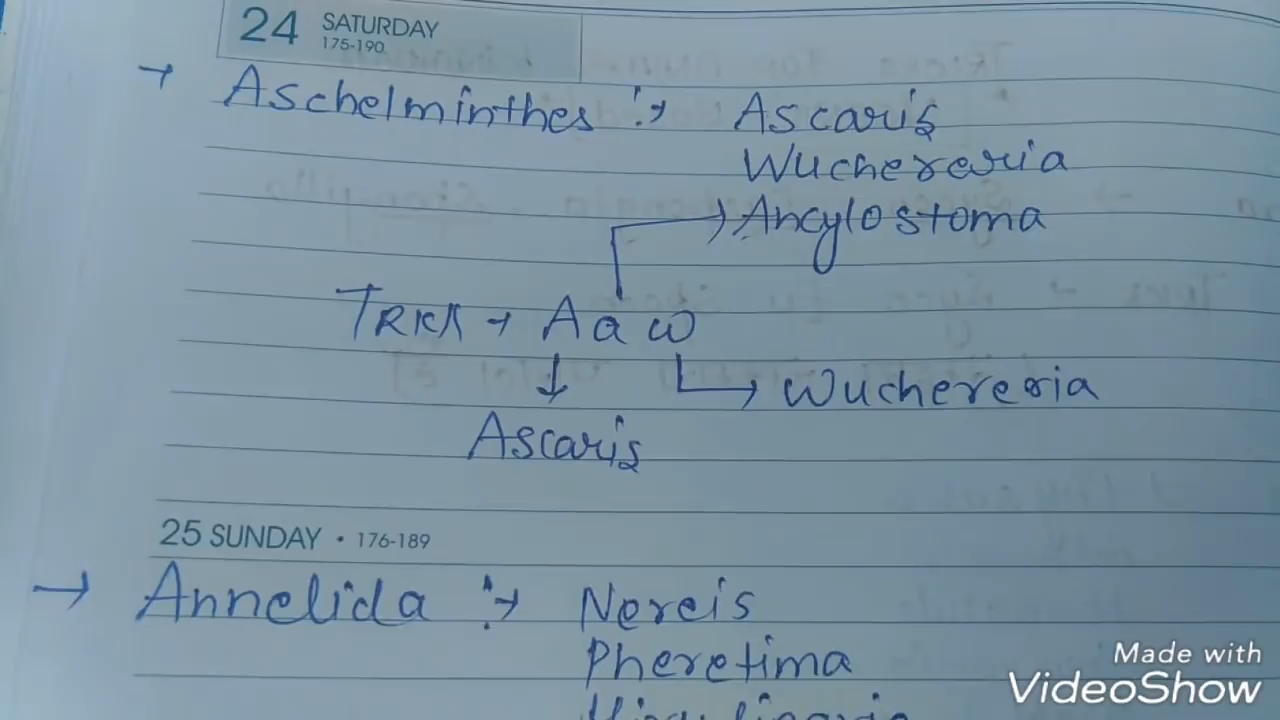 24 SATURDAY
175-190
→ Aschelminthes :→ Ascaris
Wuchereria
Ancylostoma
TRICK → A a w
Wuchereria
Ascaris
25 SUNDAY • 176-189
→ Annelida :→ Nereis
Pheretima
Made with
VideoShow